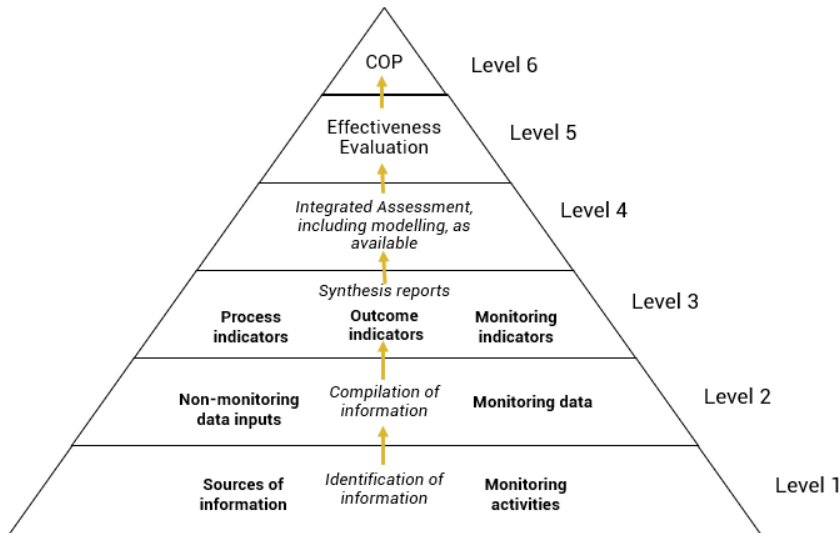 COP
Level 6
Effectiveness
Evaluation
Level 5
Integrated Assessment,
including modelling, as
available
Level 4
Synthesis reports
Process
indicators
Outcome
indicators
Monitoring
indicators
Level 3
Non-monitoring
data inputs
Compilation of
information
Monitoring data
Level 2
Sources of
information
Identification of
information
Monitoring
activities
Level 1